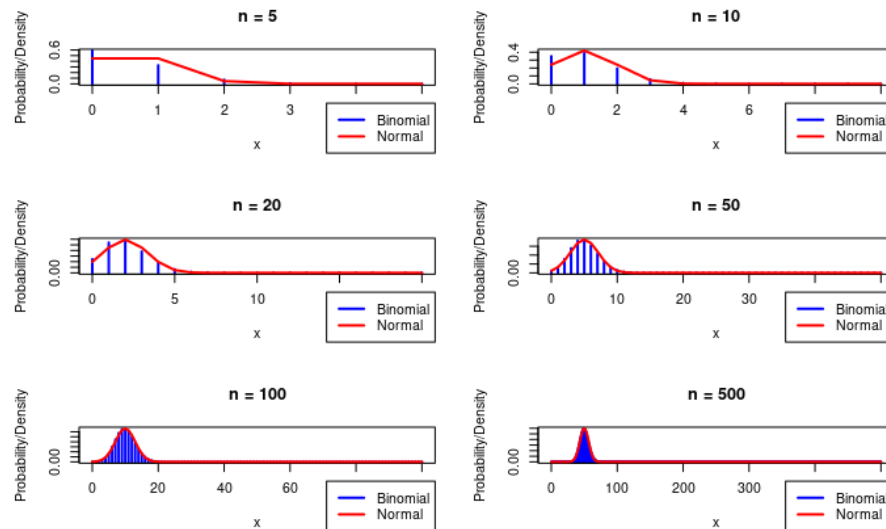 n = 5
Probability/Density
0.0 0.6
0 1 2 3
x
Binomial
Normal
n = 10
Probability/Density
0.0 0.4
0 2 4 6
x
Binomia
Normal
n = 20
Probability/Density
0.00
0 5 10
x
Binomial
Normal
n = 50
Probability/Density
0.00
0 10 20 30
x
Binomia
Normal
n = 100
Probability/Density
0.00
0 20 40 60
x
Binomial
Normal
n = 500
Probability/Density
0.00
0 100 200 300
x
Binomia
Normal